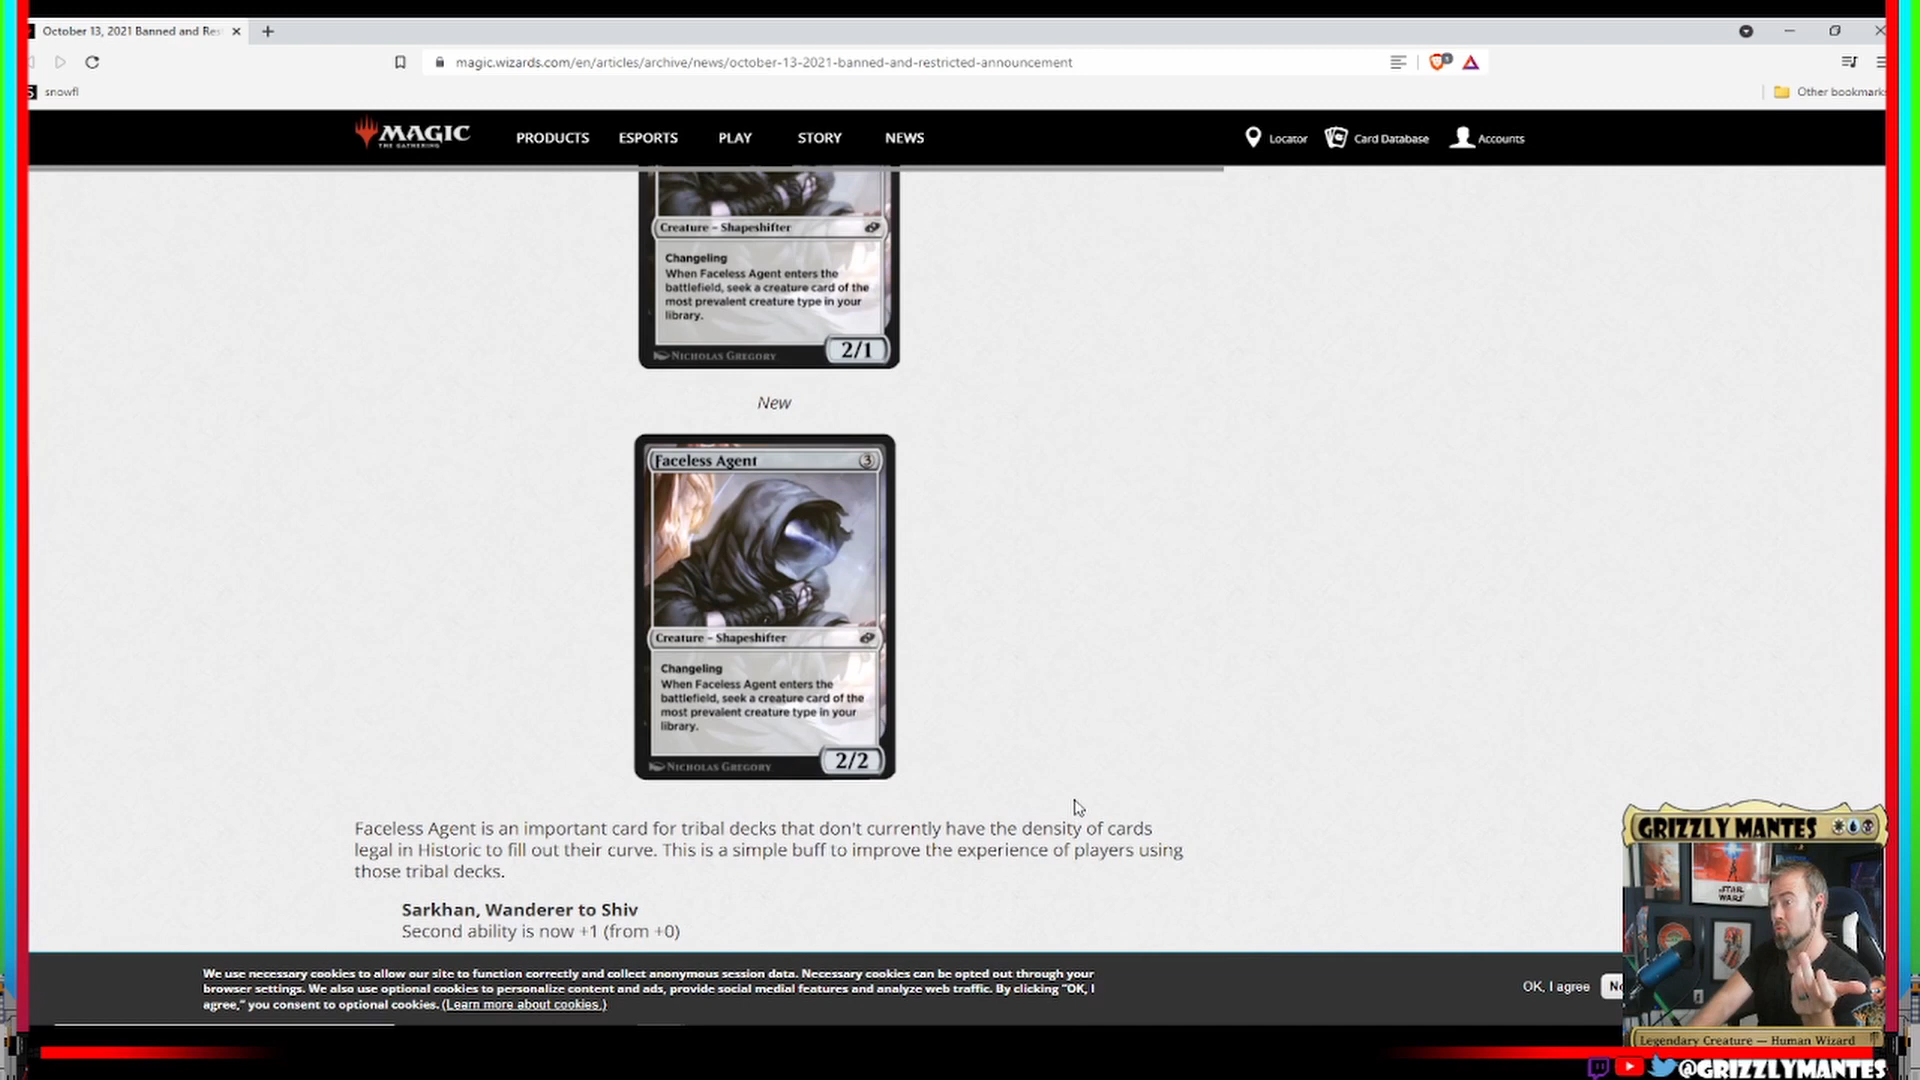 October 13, 2021 Banned and Res
magic.wizards.com/en/articles/archive/news/october-13-2021-banned-and-restricted-announcement
snowfl
Other bookmarks
MAGIC
THE GATHERING
PRODUCTS
ESPORTS
PLAY
STORY
NEWS
Locator
Card Database
Accounts
Creature – Shapeshifter
Changeling
When Faceless Agent enters the
battlefield, seek a creature card of the
most prevalent creature type in your
library.
NICHOLAS GREGORY
2/1
New
Faceless Agent
3
Creature – Shapeshifter
Changeling
When Faceless Agent enters the
battlefield, seek a creature card of the
most prevalent creature type in your
library.
NICHOLAS GREGORY
2/2
Faceless Agent is an important card for tribal decks that don't currently have the density of cards
legal in Historic to fill out their curve. This is a simple buff to improve the experience of players using
those tribal decks.
Sarkhan, Wanderer to Shiv
Second ability is now +1 (from +0)
We use necessary cookies to allow our site to function correctly and collect anonymous session data. Necessary cookies can be opted out through your
browser settings. We also use optional cookies to personalize content and ads, provide social medial features and analyze web traffic. By clicking "OK, I
agree," you consent to optional cookies. (Learn more about cookies.)
OK, I agree
GRIZZLY MANTES
STAR
WARS
Legendary Creature — Human Wizard
@GRIZZLYMANTES